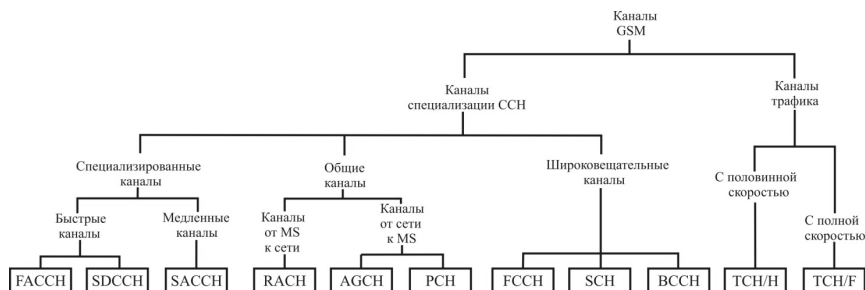 Каналы
GSM
Каналы
специализации ССН
Каналы
трафика
Специализированные
каналы
Общие
каналы
Широковещательные
каналы
С половинной
скоростью
Быстрые
каналы
Медленные
каналы
Каналы
от MS
к сети
Каналы
от сети
к MS
С полной
скоростью
FACCH
SDCCH
SACCH
RACH
AGCH
PCH
FCCH
SCH
BCCH
TCH/H
TCH/F